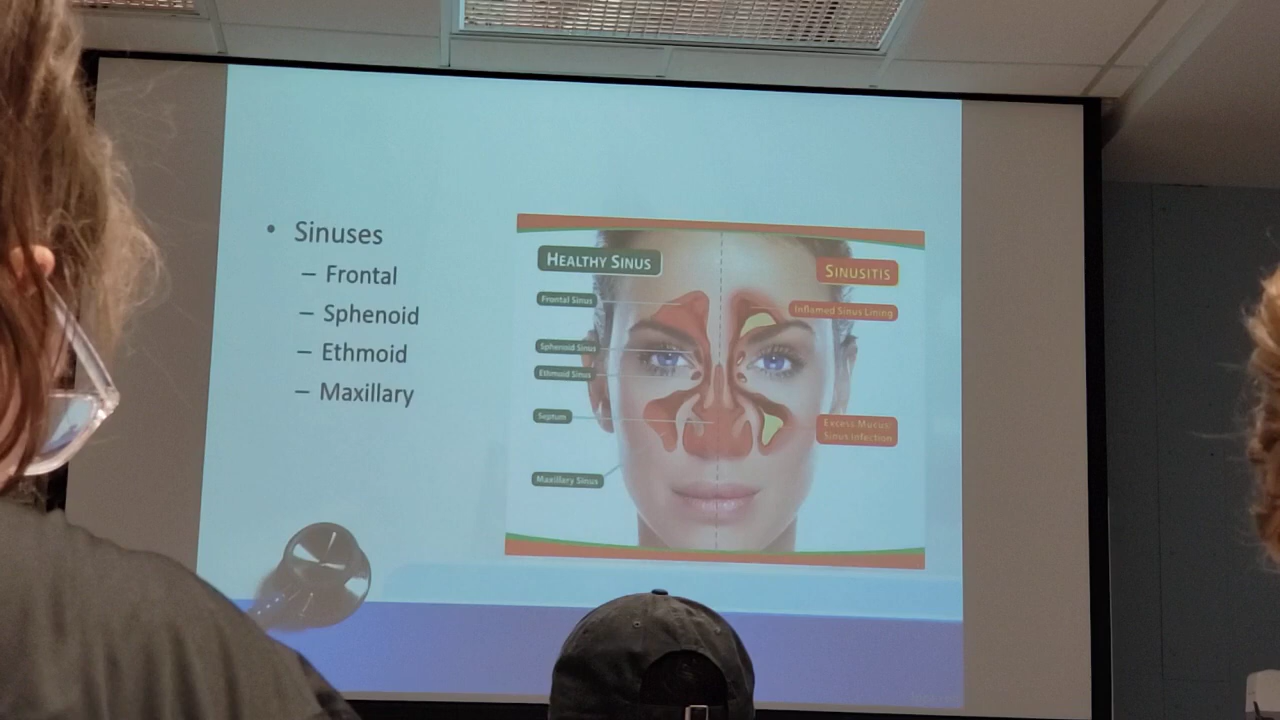 • Sinuses
– Frontal
– Sphenoid
– Ethmoid
– Maxillary
HEALTHY SINUS
Frontal Sinus
Sphenoid Sinus
Ethmoid Sinus
Septum
Maxillary Sinus
SINUSITIS
Inflamed Sinus Lining
Excess Mucus
Sinus Infection